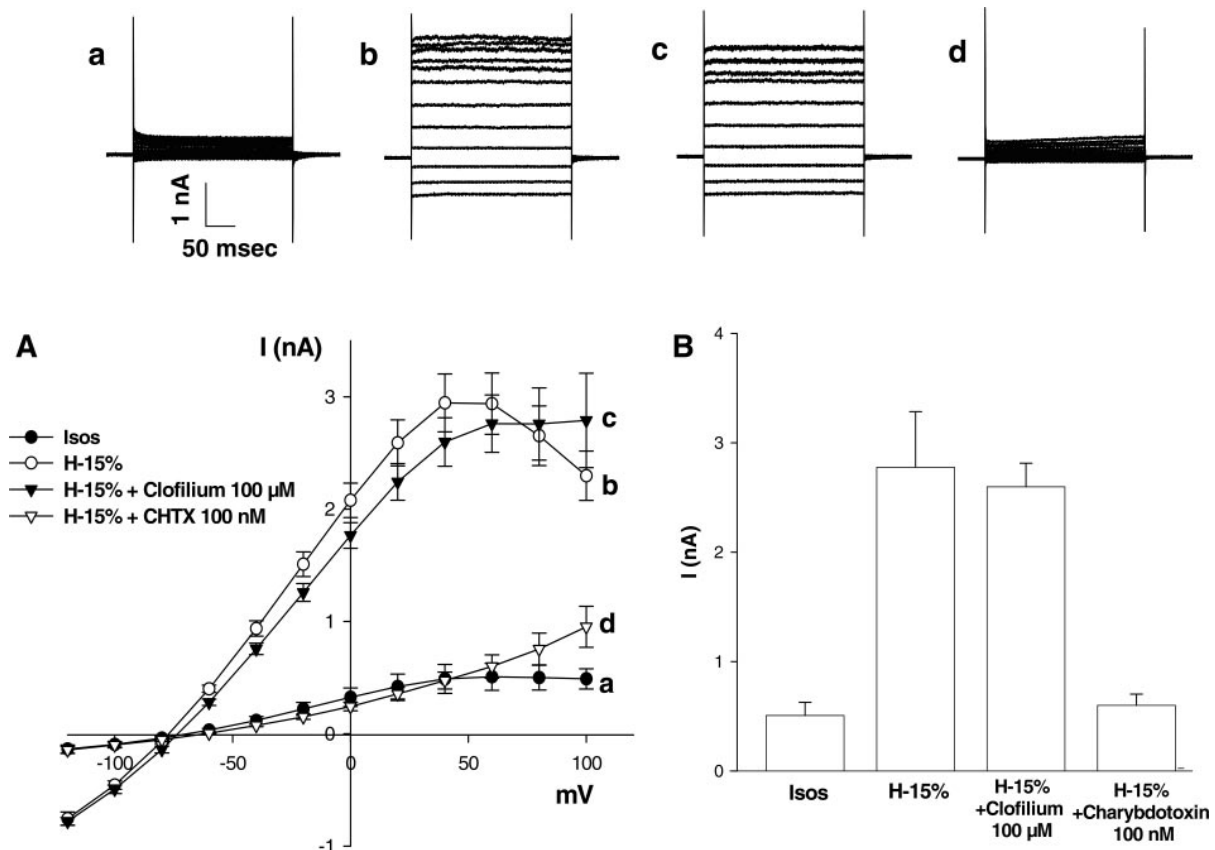 a
b
c
d
1 nA
50 msec
A
I (nA)
Isos
H-15%
H-15% + Clofilium 100 µM
H-15% + CHTX 100 nM
3
2
1
0
-1
-100
-50
0
50
100
mV
c
b
d
a
B
I (nA)
4
3
2
1
0
Isos
H-15%
H-15%
+Clofilium
100 µM
H-15%
+Charybdotoxin
100 nM